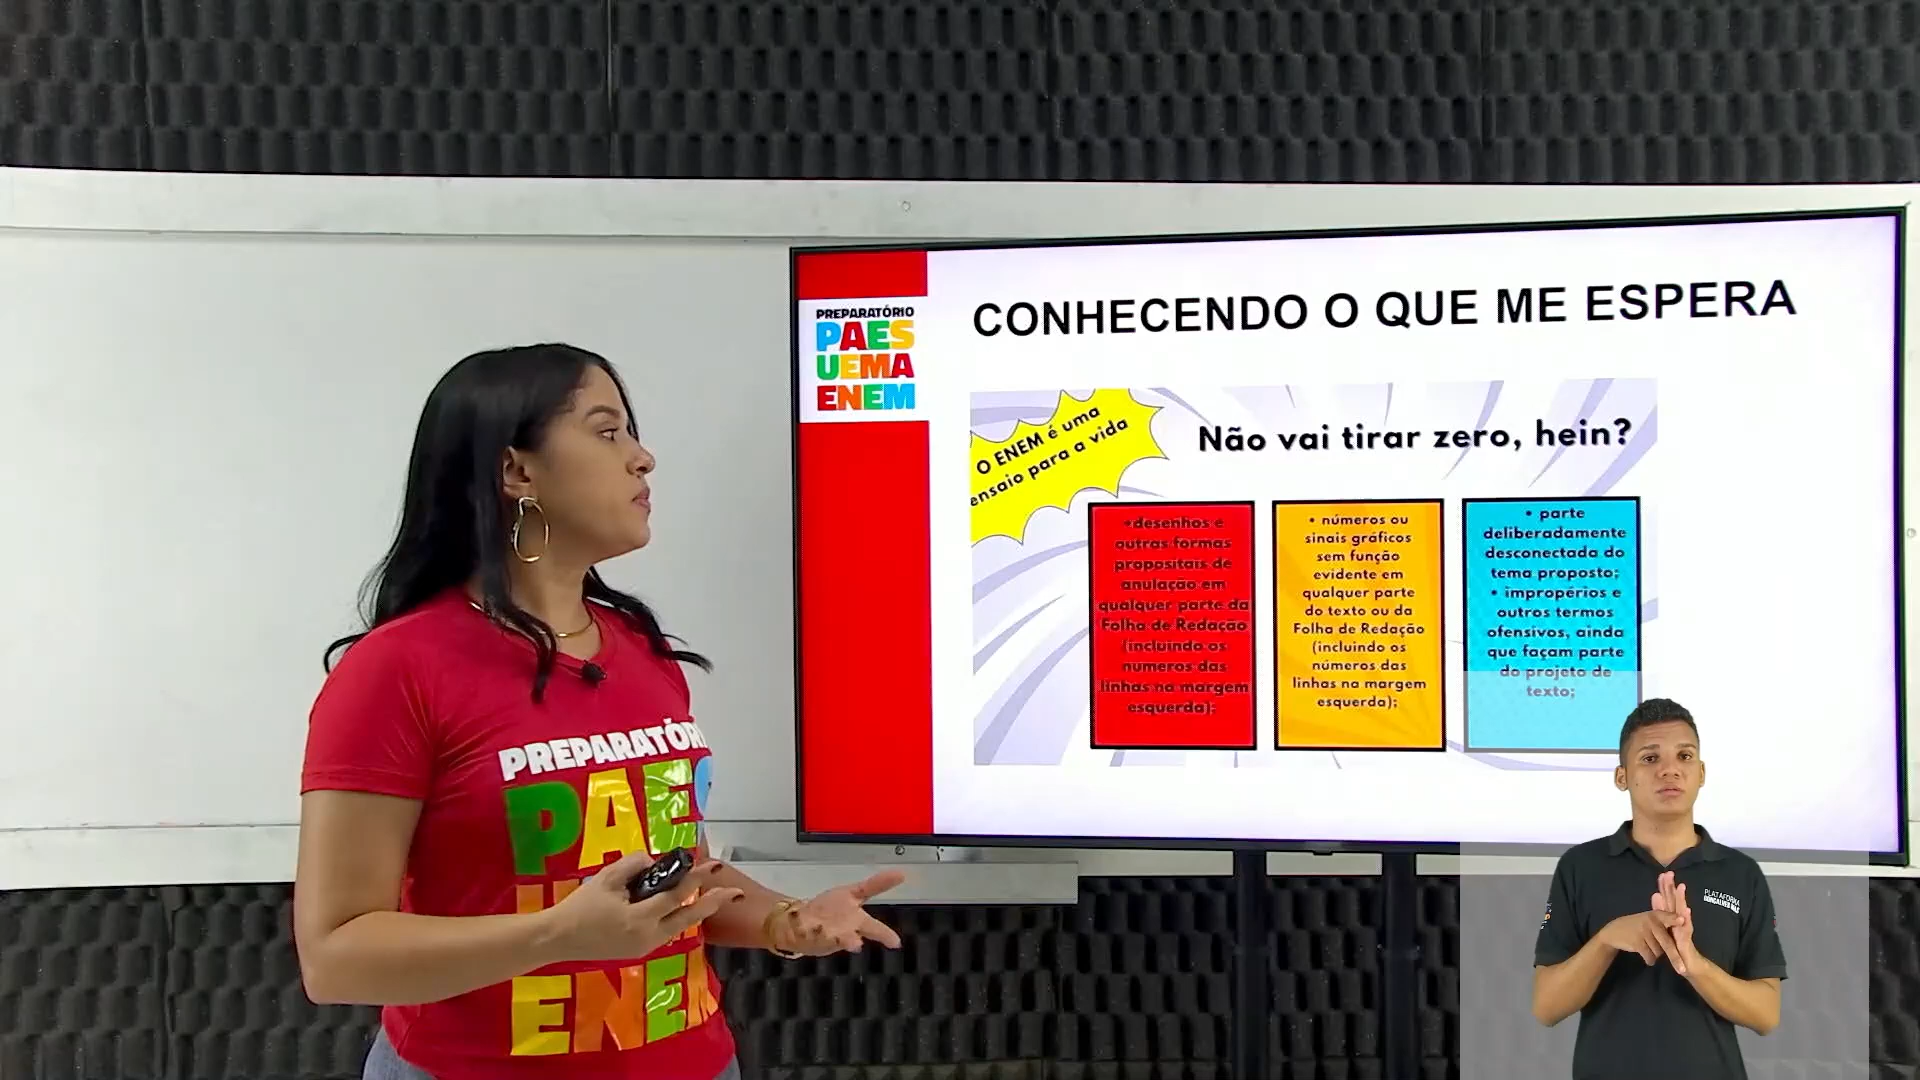 CONHECENDO O QUE ME ESPERA
PREPARATÓRIO
PAES
UEMA
ENEM
O ENEM é uma
ensaio para a vida
Não vai tirar zero, hein?
•desenhos e
outras formas
propositais de
anulação em
qualquer parte da
Folha de Redação
(incluindo os
números das
linhas na margem
esquerda);
• números ou
sinais gráficos
sem função
evidente em
qualquer parte
do texto ou da
Folha de Redação
(incluindo os
números das
linhas na margem
esquerda);
• parte
deliberadamente
desconectada do
tema proposto;
• impropérios e
outros termos
ofensivos, ainda
que façam parte
do projeto de
texto;
PREPARATÓR
PAES
ENEM
PLATAFORMA
GONÇALVES DIAS